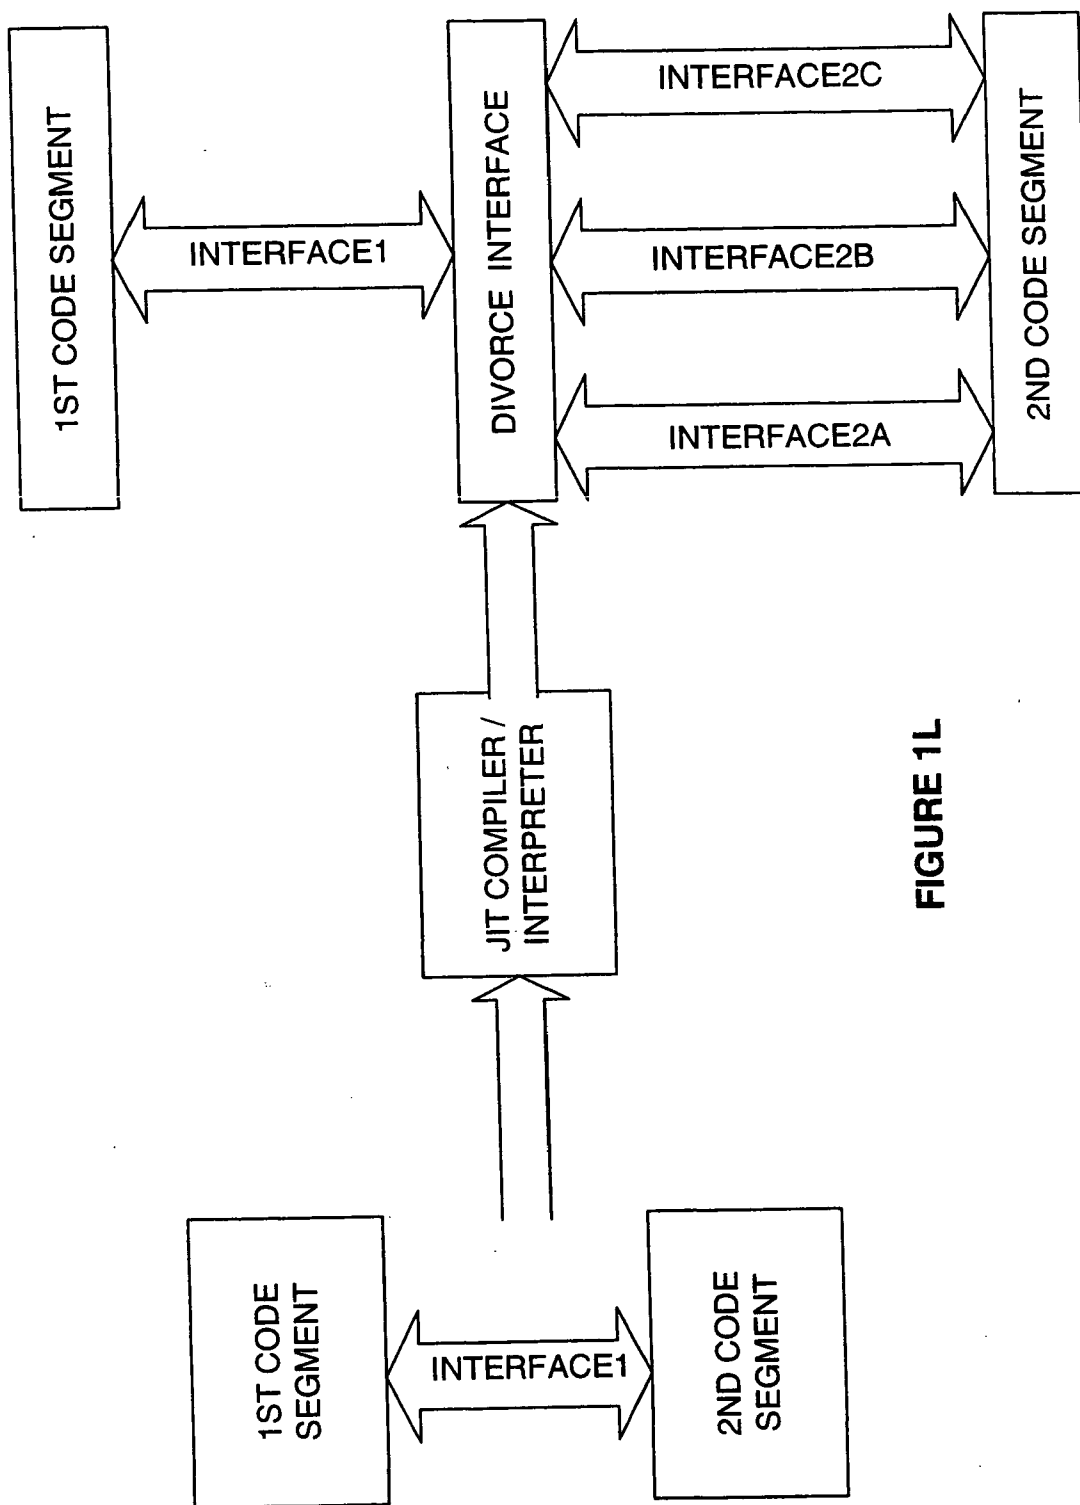 1ST CODE
SEGMENT
INTERFACE1
2ND CODE
SEGMENT
JIT COMPILER /
INTERPRETER
1ST CODE SEGMENT
INTERFACE1
DIVORCE INTERFACE
INTERFACE2A
INTERFACE2B
INTERFACE2C
2ND CODE SEGMENT
FIGURE 1L